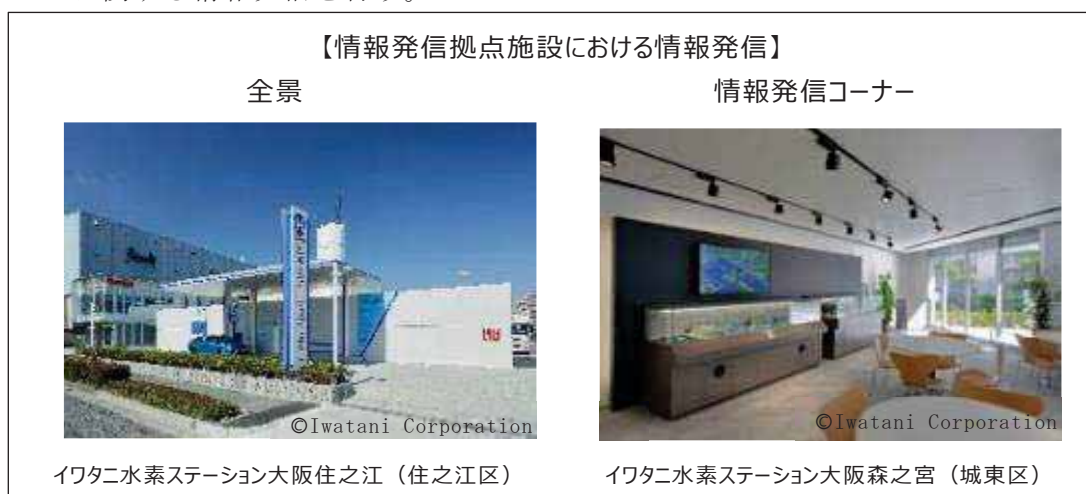 【情報発信拠点施設における情報発信】
全景
情報発信コーナー
©Iwatani Corporation
©Iwatani Corporation
イワタニ水素ステーション大阪住之江（住之江区）
イワタニ水素ステーション大阪森之宮（城東区）